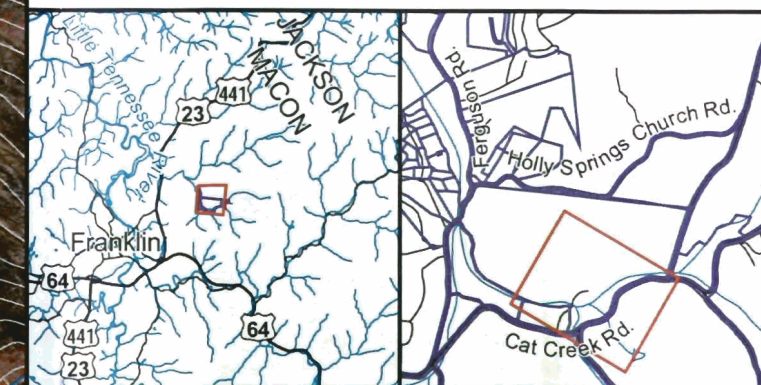 Little Tennessee River
JACKSON
MACON
441
23
Franklin
64
441
23
64
Ferguson Rd.
Holly Springs Church Rd.
Cat Creek Rd.